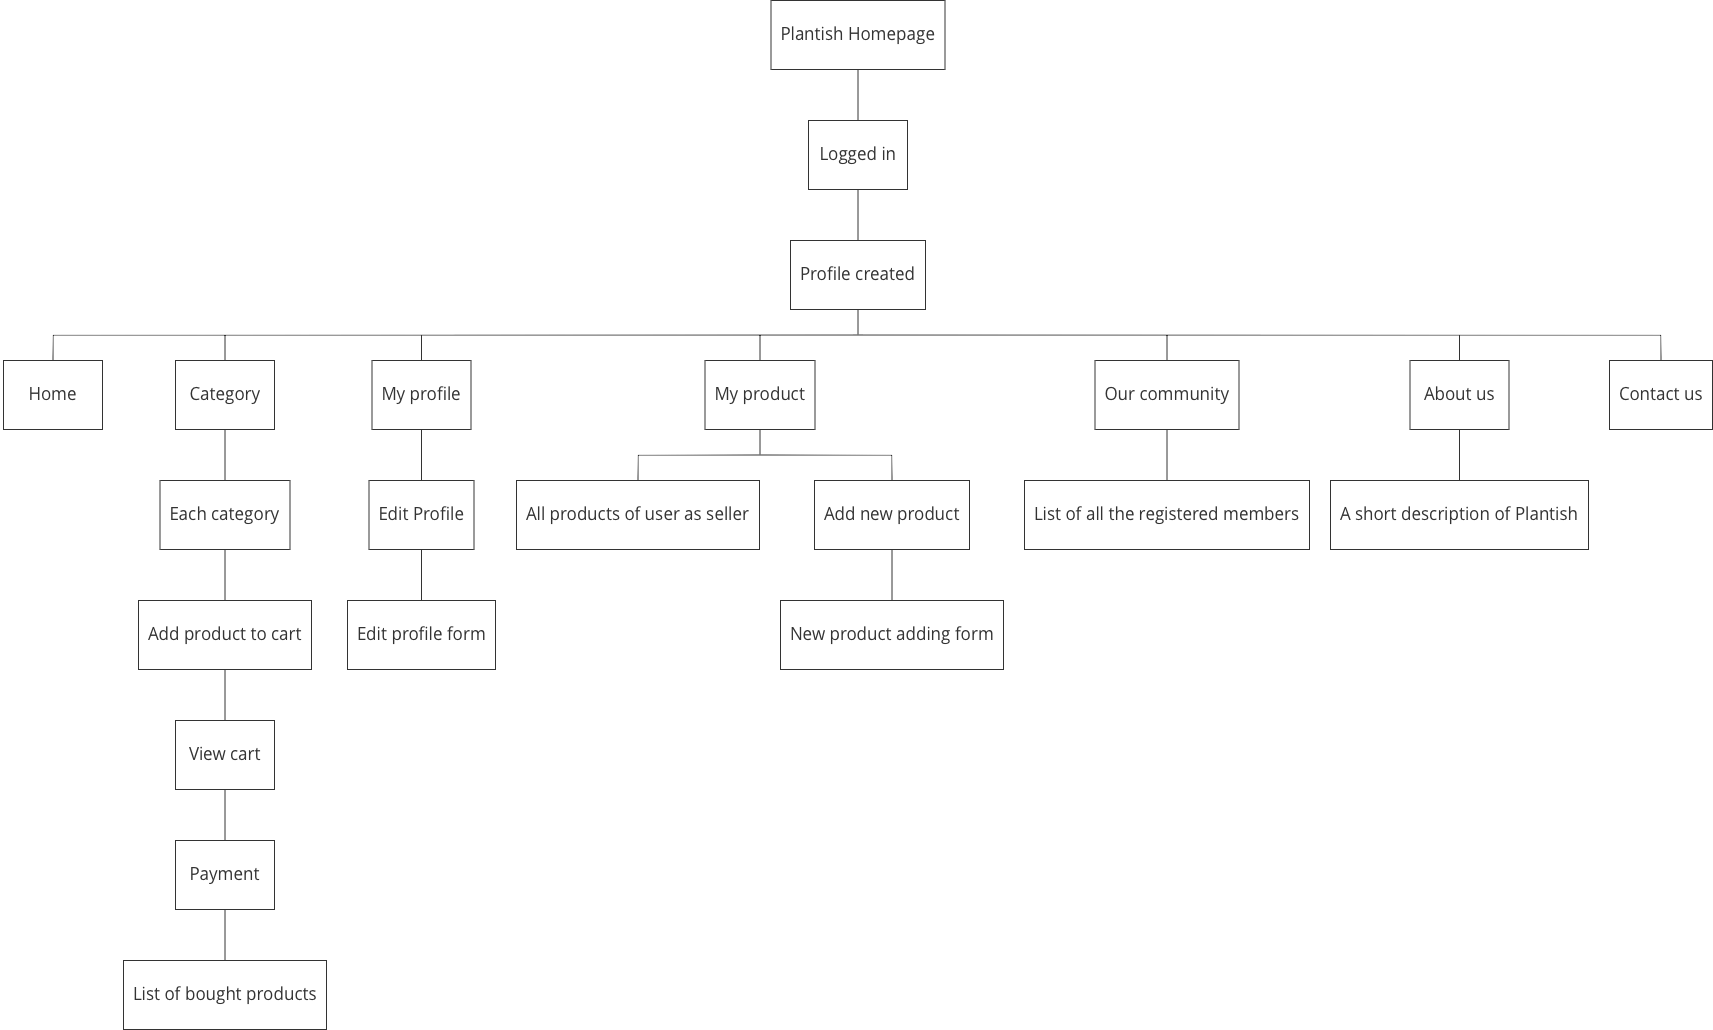 Plantish Homepage
Logged in
Profile created
Home
Category
My profile
My product
Our community
About us
Contact us
Each category
Edit Profile
All products of user as seller
Add new product
List of all the registered members
A short description of Plantish
Add product to cart
Edit profile form
New product adding form
View cart
Payment
List of bought products